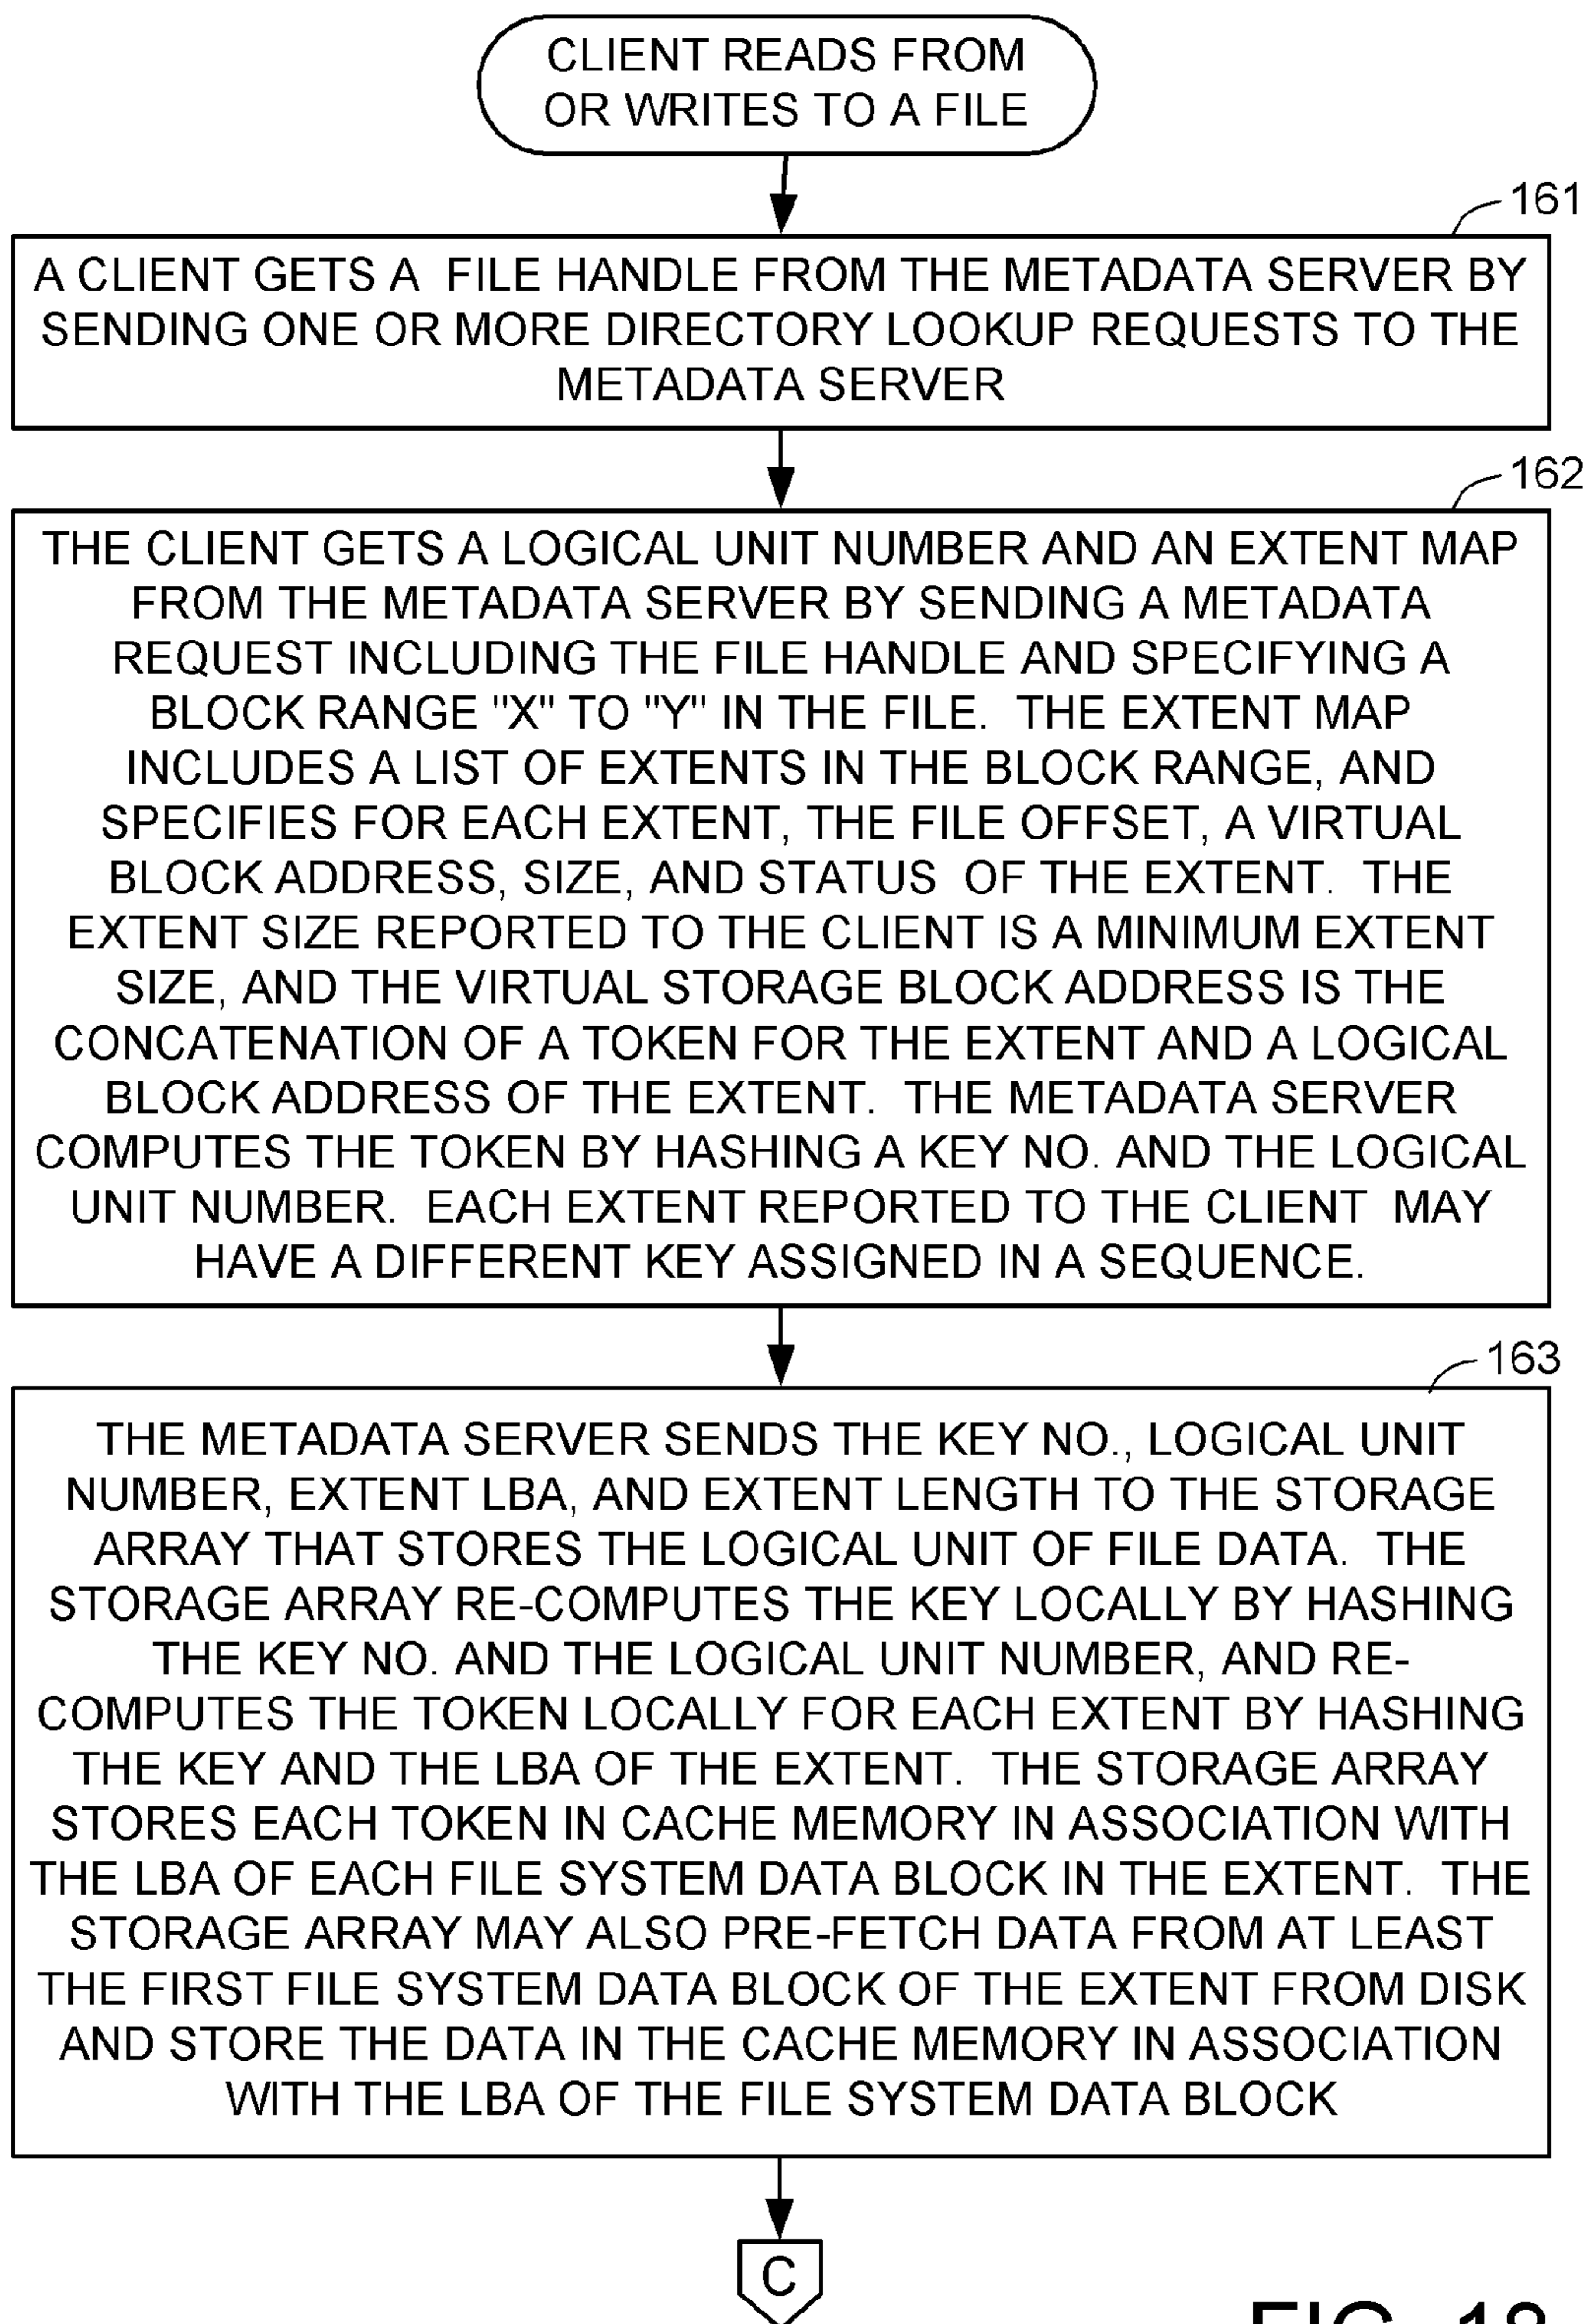 CLIENT READS FROM
OR WRITES TO A FILE
161
A CLIENT GETS A FILE HANDLE FROM THE METADATA SERVER BY
SENDING ONE OR MORE DIRECTORY LOOKUP REQUESTS TO THE
METADATA SERVER
162
THE CLIENT GETS A LOGICAL UNIT NUMBER AND AN EXTENT MAP
FROM THE METADATA SERVER BY SENDING A METADATA
REQUEST INCLUDING THE FILE HANDLE AND SPECIFYING A
BLOCK RANGE "X" TO "Y" IN THE FILE. THE EXTENT MAP
INCLUDES A LIST OF EXTENTS IN THE BLOCK RANGE, AND
SPECIFIES FOR EACH EXTENT, THE FILE OFFSET, A VIRTUAL
BLOCK ADDRESS, SIZE, AND STATUS OF THE EXTENT. THE
EXTENT SIZE REPORTED TO THE CLIENT IS A MINIMUM EXTENT
SIZE, AND THE VIRTUAL STORAGE BLOCK ADDRESS IS THE
CONCATENATION OF A TOKEN FOR THE EXTENT AND A LOGICAL
BLOCK ADDRESS OF THE EXTENT. THE METADATA SERVER
COMPUTES THE TOKEN BY HASHING A KEY NO. AND THE LOGICAL
UNIT NUMBER. EACH EXTENT REPORTED TO THE CLIENT MAY
HAVE A DIFFERENT KEY ASSIGNED IN A SEQUENCE.
163
THE METADATA SERVER SENDS THE KEY NO., LOGICAL UNIT
NUMBER, EXTENT LBA, AND EXTENT LENGTH TO THE STORAGE
ARRAY THAT STORES THE LOGICAL UNIT OF FILE DATA. THE
STORAGE ARRAY RE-COMPUTES THE KEY LOCALLY BY HASHING
THE KEY NO. AND THE LOGICAL UNIT NUMBER, AND RE-
COMPUTES THE TOKEN LOCALLY FOR EACH EXTENT BY HASHING
THE KEY AND THE LBA OF THE EXTENT. THE STORAGE ARRAY
STORES EACH TOKEN IN CACHE MEMORY IN ASSOCIATION WITH
THE LBA OF EACH FILE SYSTEM DATA BLOCK IN THE EXTENT. THE
STORAGE ARRAY MAY ALSO PRE-FETCH DATA FROM AT LEAST
THE FIRST FILE SYSTEM DATA BLOCK OF THE EXTENT FROM DISK
AND STORE THE DATA IN THE CACHE MEMORY IN ASSOCIATION
WITH THE LBA OF THE FILE SYSTEM DATA BLOCK
C